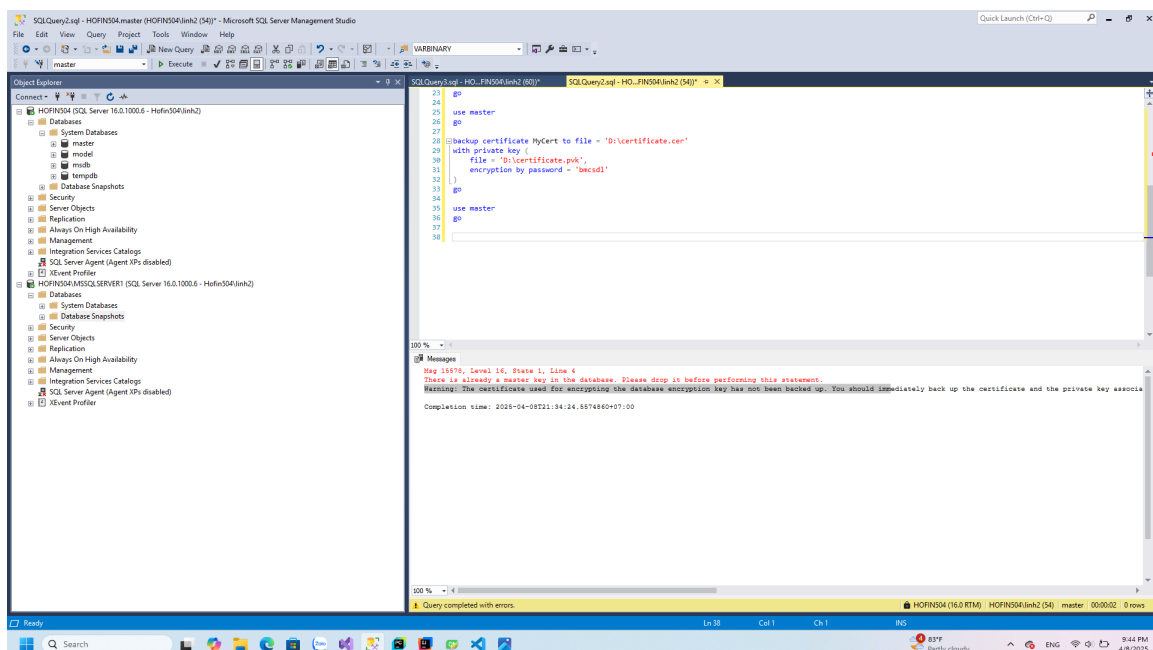 SQLQuery2.sql - HOFIN504.master (HOFIN504\linh2 (54))* - Microsoft SQL Server Management Studio
Quick Launch (Ctrl+Q)
File Edit View Query Project Tools Window Help
New Query
VARBINARY
master
Execute
Object Explorer
Connect
HOFIN504 (SQL Server 16.0.1000.6 - Hofin504\linh2)
Databases
System Databases
master
model
msdb
tempdb
Database Snapshots
Security
Server Objects
Replication
Always On High Availability
Management
Integration Services Catalogs
SQL Server Agent (Agent XPs disabled)
XEvent Profiler
HOFIN504\MSSQLSERVER1 (SQL Server 16.0.1000.6 - Hofin504\linh2)
Databases
System Databases
Database Snapshots
Security
Server Objects
Replication
Always On High Availability
Management
Integration Services Catalogs
SQL Server Agent (Agent XPs disabled)
XEvent Profiler
SQLQuery3.sql - HO...FIN504\linh2 (60))*
SQLQuery2.sql - HO...FIN504\linh2 (54))*
23 go
24
25 use master
26 go
27
28 backup certificate MyCert to file = 'D:\certificate.cer'
29 with private key (
30 file = 'D:\certificate.pvk',
31 encryption by password = 'bmcsdl'
32 )
33 go
34
35 use master
36 go
37
38
100 %
Messages
Msg 15578, Level 16, State 1, Line 4
There is already a master key in the database. Please drop it before performing this statement.
Warning: The certificate used for encrypting the database encryption key has not been backed up. You should immediately back up the certificate and the private key associa
Completion time: 2025-04-08T21:34:24.5574860+07:00
100 %
Query completed with errors.
HOFIN504 (16.0 RTM) HOFIN504\linh2 (54) master 00:00:02 0 rows
Ready
Ln 38 Col 1 Ch 1 INS
Search
Zalo
4
83°F
Partly cloudy
ENG
9:44 PM
4/8/2025